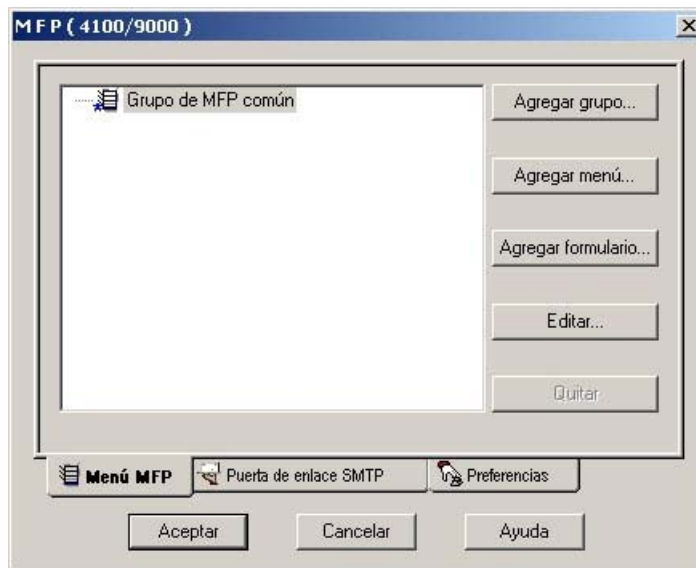 MFP(4100/9000)
Grupo de MFP común
Agregar grupo...
Agregar menú...
Agregar formulario...
Editar...
Quitar
Menú MFP
Puerta de enlace SMTP
Preferencias
Aceptar
Cancelar
Ayuda